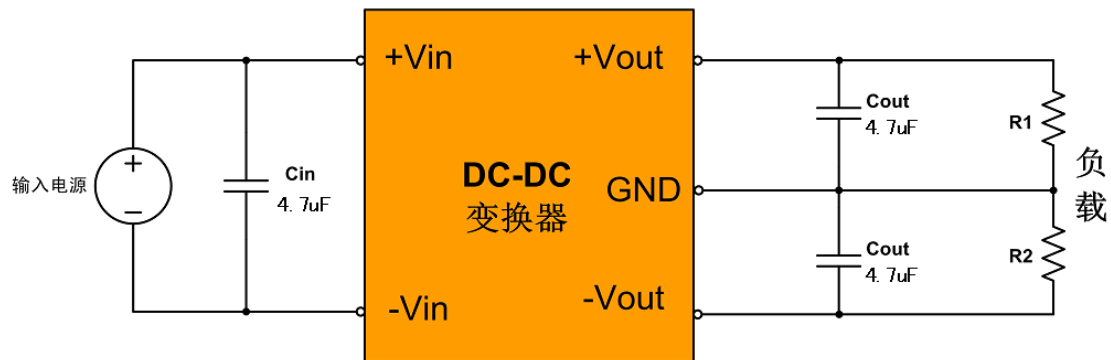 +Vin
+Vout
Cout
4.7uF
R1
输入电源
+
−
Cin
4.7uF
DC-DC
变换器
GND
负
载
Cout
4.7uF
R2
-Vin
-Vout